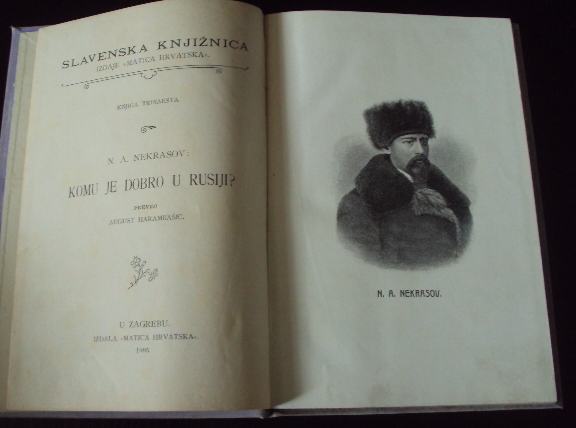 SLAVENSKA KNJIŽNICA
IZDAJE »MATICA HRVATSKA«.
KNJIGA
N. A. NEKRASOV:
KOMU JE DOBRO U RUSIJI?
PREVEO
AUGUST HARAMBAŠIĆ.
U ZAGREBU.
IZDALA »MATICA HRVATSKA«.
N. A. NEKRASOV.